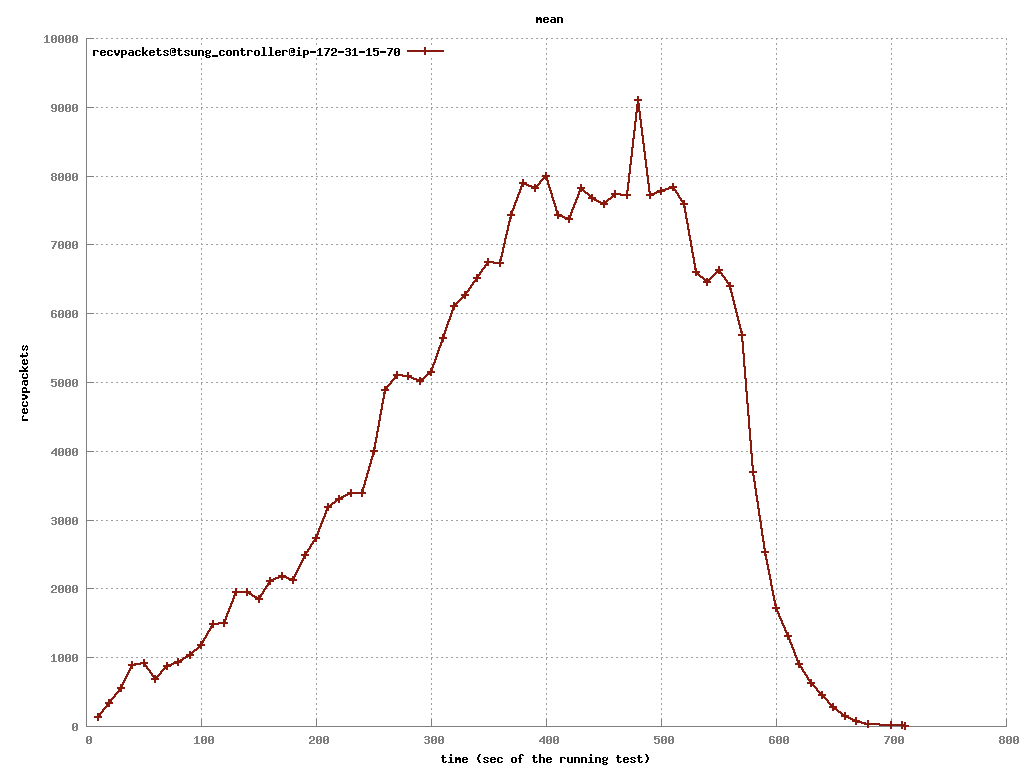 mean
recvpackets@tsung_controller@ip-172-31-15-70
10000
9000
8000
7000
6000
5000
4000
3000
2000
1000
0
recvpackets
0 100 200 300 400 500 600 700 800
time (sec of the running test)